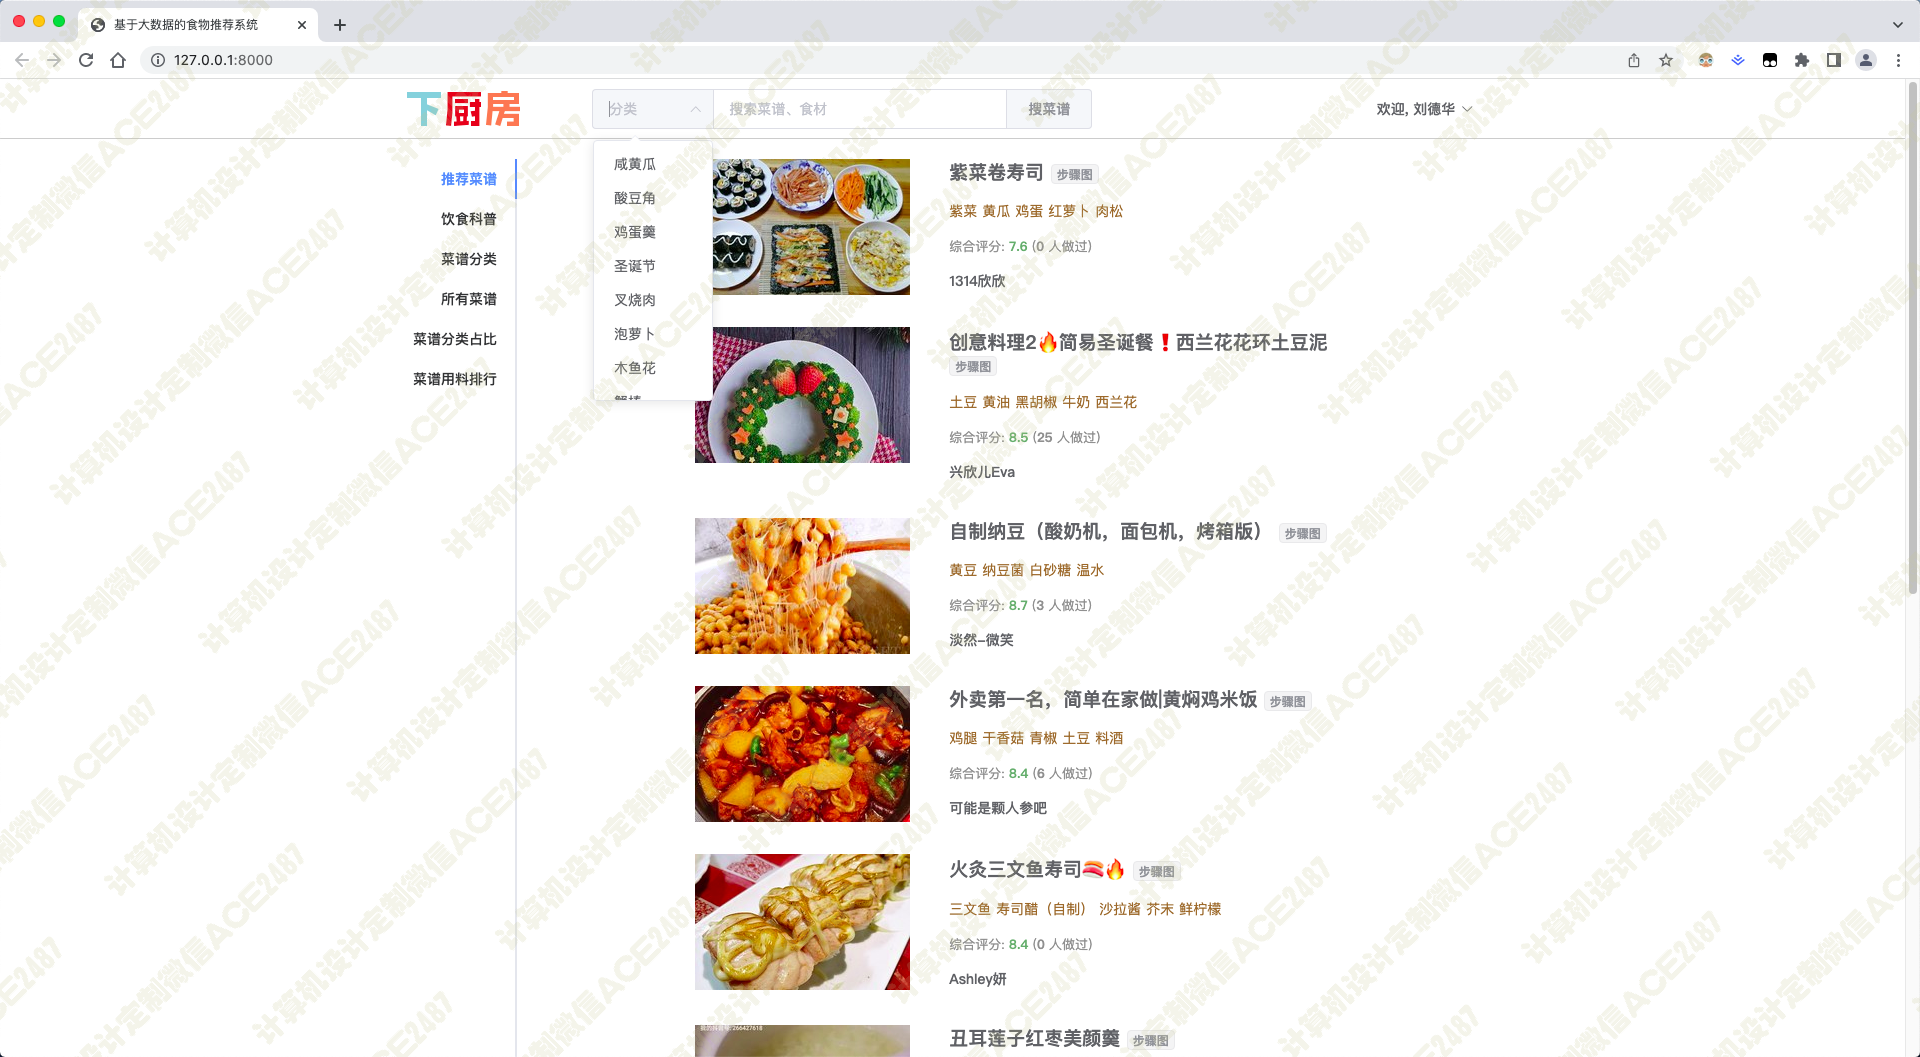 基于大数据的食物推荐系统
127.0.0.1:8000
下厨房
分类
搜索菜谱、食材
搜菜谱
欢迎, 刘德华
推荐菜谱
饮食科普
菜谱分类
所有菜谱
菜谱分类占比
菜谱用料排行
咸黄瓜
酸豆角
鸡蛋羹
圣诞节
叉烧肉
泡萝卜
木鱼花
蟹棒
紫菜卷寿司 步骤图
紫菜 黄瓜 鸡蛋 红萝卜 肉松
综合评分: 7.6 (0 人做过)
1314欣欣
创意料理2🔥简易圣诞餐❗西兰花花环土豆泥
步骤图
土豆 黄油 黑胡椒 牛奶 西兰花
综合评分: 8.5 (25 人做过)
兴欣儿Eva
自制纳豆（酸奶机，面包机，烤箱版） 步骤图
黄豆 纳豆菌 白砂糖 温水
综合评分: 8.7 (3 人做过)
淡然–微笑
外卖第一名，简单在家做|黄焖鸡米饭 步骤图
鸡腿 干香菇 青椒 土豆 料酒
综合评分: 8.4 (6 人做过)
可能是颗人参吧
火灸三文鱼寿司🍣🔥 步骤图
三文鱼 寿司醋（自制） 沙拉酱 芥末 鲜柠檬
综合评分: 8.4 (0 人做过)
Ashley妍
丑耳莲子红枣美颜羹 步骤图
计算机设计定制微信ACE2487